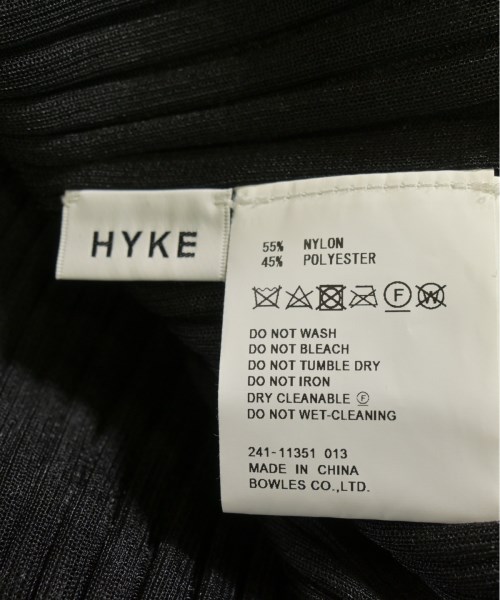 HYKE
55% NYLON
45% POLYESTER
F W
DO NOT WASH
DO NOT BLEACH
DO NOT TUMBLE DRY
DO NOT IRON
DRY CLEANABLE Ⓕ
DO NOT WET-CLEANING
241-11351 013
MADE IN CHINA
BOWLES CO.,LTD.